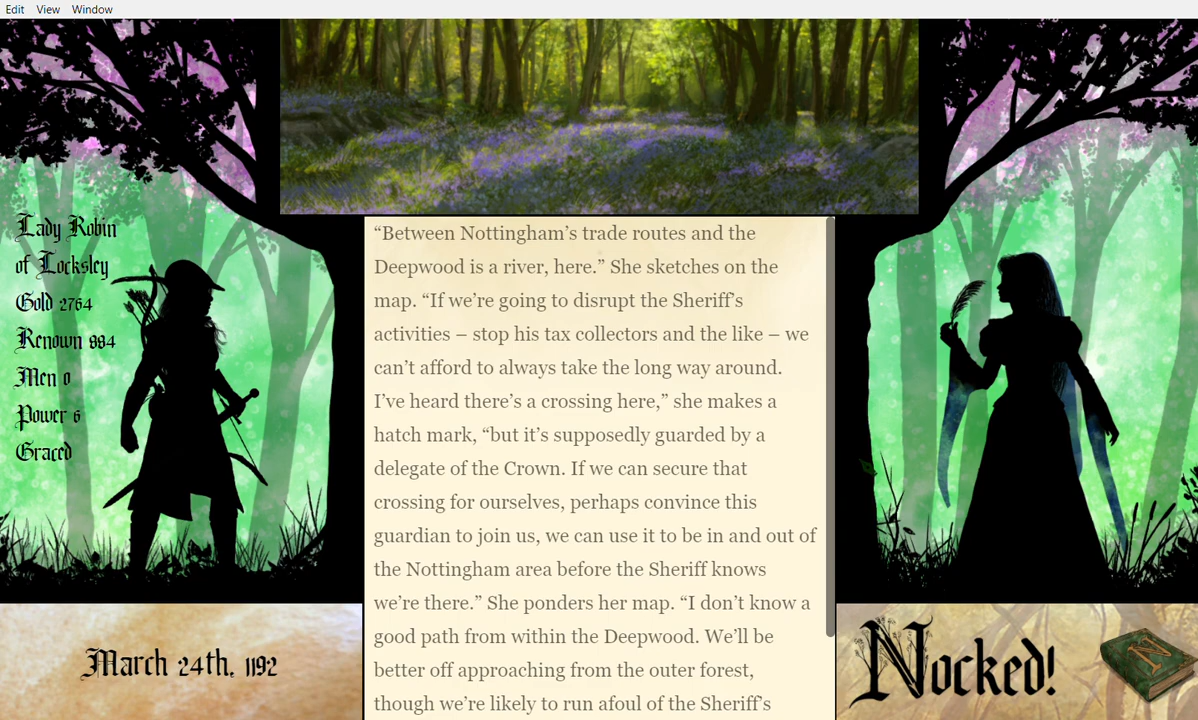 Edit View Window
Lady Robin
of Locksley
Gold 2764
Renown 884
Men 0
Power 6
Graced
“Between Nottingham’s trade routes and the
Deepwood is a river, here.” She sketches on the
map. “If we’re going to disrupt the Sheriff’s
activities – stop his tax collectors and the like – we
can’t afford to always take the long way around.
I’ve heard there’s a crossing here,” she makes a
hatch mark, “but it’s supposedly guarded by a
delegate of the Crown. If we can secure that
crossing for ourselves, perhaps convince this
guardian to join us, we can use it to be in and out of
the Nottingham area before the Sheriff knows
we’re there.” She ponders her map. “I don’t know a
good path from within the Deepwood. We’ll be
better off approaching from the outer forest,
though we’re likely to run afoul of the Sheriff’s
March 24th, 1192
Nocked!
N